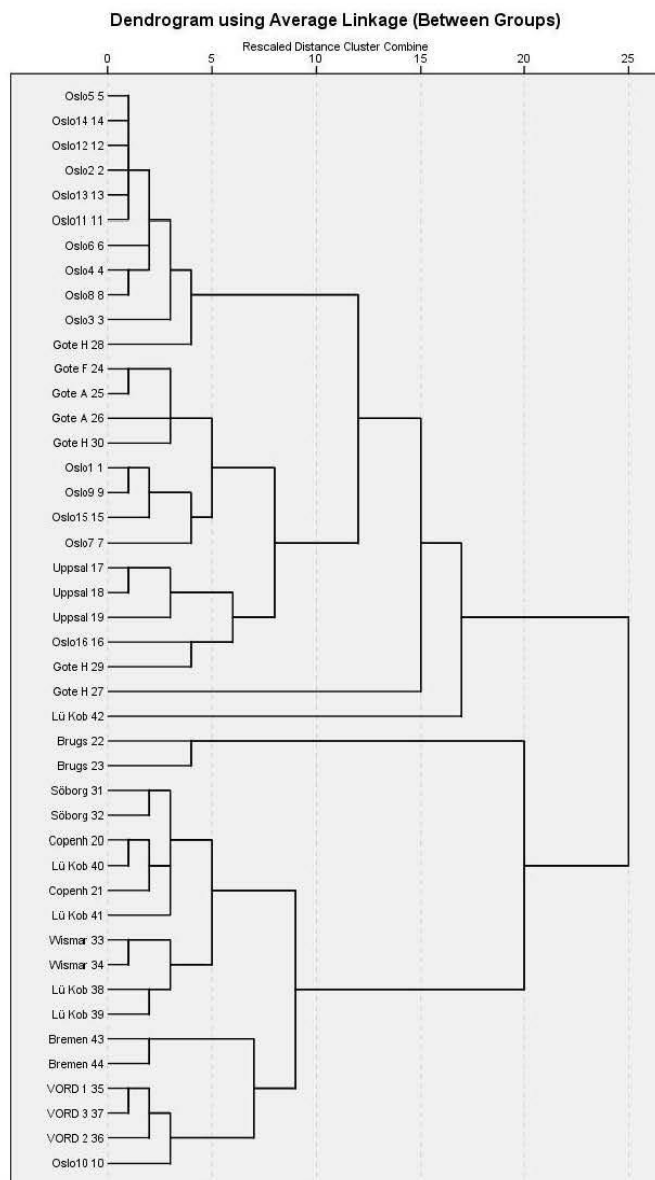 Dendrogram using Average Linkage (Between Groups)
Rescaled Distance Cluster Combine
0 5 10 15 20 25
Oslo5 5
Oslo14 14
Oslo12 12
Oslo2 2
Oslo13 13
Oslo11 11
Oslo6 6
Oslo4 4
Oslo8 8
Oslo3 3
Gote H 28
Gote F 24
Gote A 25
Gote A 26
Gote H 30
Oslo1 1
Oslo9 9
Oslo15 15
Oslo7 7
Uppsal 17
Uppsal 18
Uppsal 19
Oslo16 16
Gote H 29
Gote H 27
Lü Kob 42
Brugs 22
Brugs 23
Söborg 31
Söborg 32
Copenh 20
Lü Kob 40
Copenh 21
Lü Kob 41
Wismar 33
Wismar 34
Lü Kob 38
Lü Kob 39
Bremen 43
Bremen 44
VORD 1 35
VORD 3 37
VORD 2 36
Oslo10 10